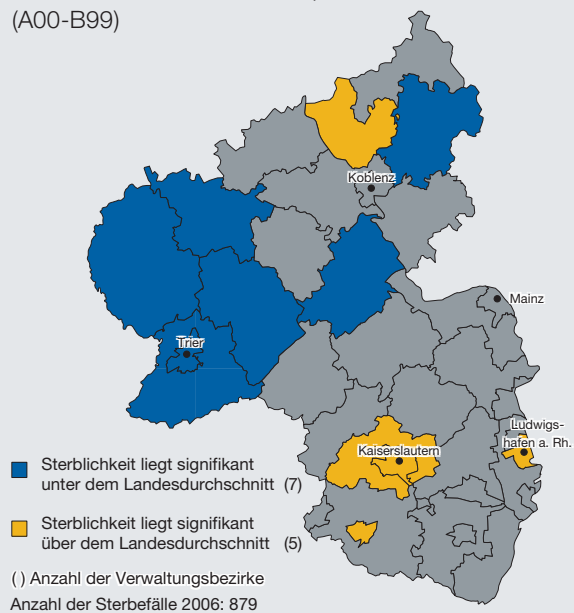 (A00-B99)
Koblenz
Mainz
Trier
Ludwigs-
hafen a. Rh.
Kaiserslautern
Sterblichkeit liegt signifikant
unter dem Landesdurchschnitt (7)
Sterblichkeit liegt signifikant
über dem Landesdurchschnitt (5)
( ) Anzahl der Verwaltungsbezirke
Anzahl der Sterbefälle 2006: 879